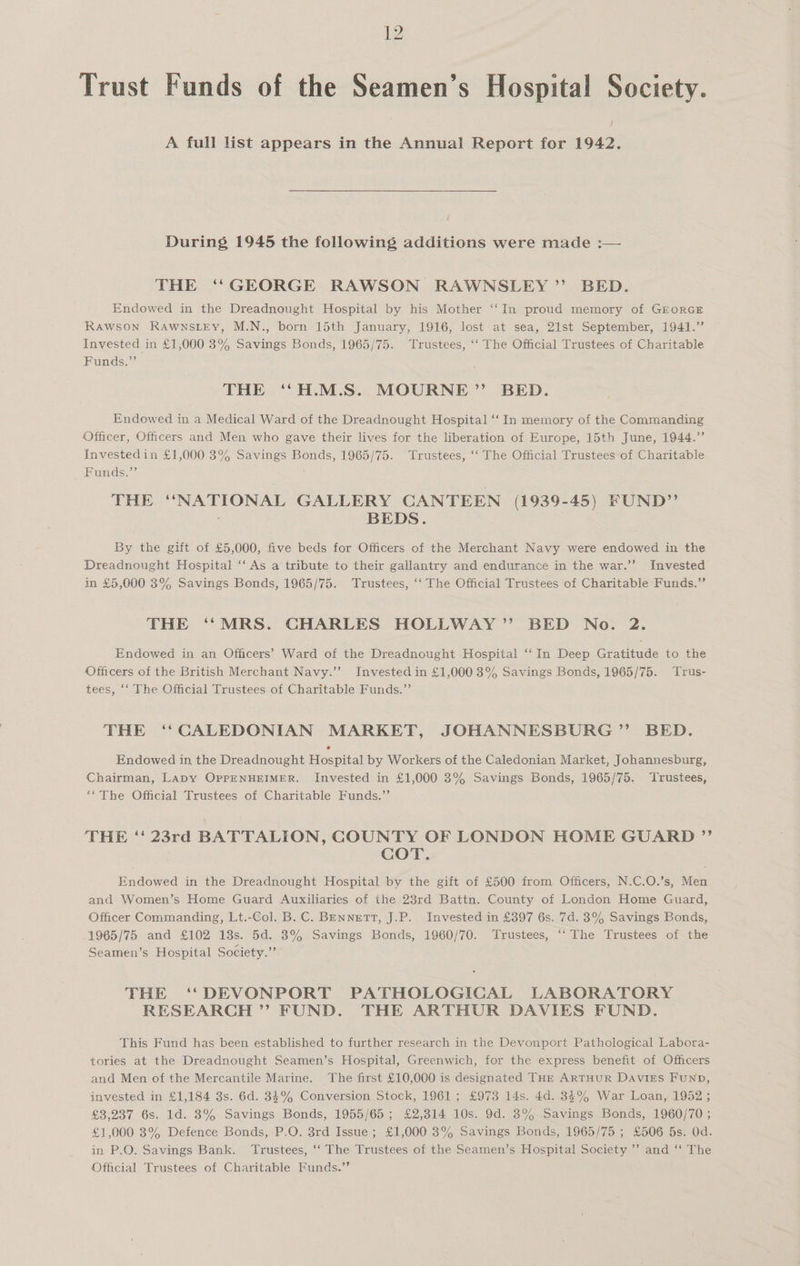 12
Trust Funds of the Seamen's Hospital Society.
A full list appears in the Annual Report for 1942.
During 1945 the following additions were made :—
THE “GEORGE RAWSON RAWNSLEY” BED.
Endowed in the Dreadnought Hospital by his Mother “In proud memory of GEORGE
RAWSON RAWNSLEY, M.N., born 15th January, 1916, lost at sea, 21st September, 1941.”
Invested in £1,000 3% Savings Bonds, 1965/75. Trustees, “The Official Trustees of Charitable
Funds.”
THE “H.M.S. MOURNE” BED.
Endowed in a Medical Ward of the Dreadnought Hospital “In memory of the Commanding
Officer, Officers and Men who gave their lives for the liberation of Europe, 15th June, 1944.”
Invested in £1,000 3% Savings Bonds, 1965/75. Trustees, “The Official Trustees of Charitable
Funds.”
THE “NATIONAL GALLERY CANTEEN (1939-45) FUND”
BEDS.
By the gift of £5,000, five beds for Officers of the Merchant Navy were endowed in the
Dreadnought Hospital “As a tribute to their gallantry and endurance in the war.” Invested
in £5,000 3% Savings Bonds, 1965/75. Trustees, “The Official Trustees of Charitable Funds.”
THE “MRS. CHARLES HOLLWAY” BED No. 2.
Endowed in an Officers’ Ward of the Dreadnought Hospital “In Deep Gratitude to the
Officers of the British Merchant Navy.” Invested in £1,000 3% Savings Bonds, 1965/75. Trus-
tees, “The Official Trustees of Charitable Funds.”
THE “CALEDONIAN MARKET, JOHANNESBURG” BED.
Endowed in the Dreadnought Hospital by Workers of the Caledonian Market, Johannesburg,
Chairman, LADY OPPENHEIMER. Invested in £1,000 3% Savings Bonds, 1965/75. Trustees,
“The Official Trustees of Charitable Funds.”
THE “23rd BATTALION, COUNTY OF LONDON HOME GUARD”
COT.
Endowed in the Dreadnought Hospital by the gift of £500 from Officers, N.C.O.’s, Men
and Women’s Home Guard Auxiliaries of the 23rd Battn. County of London Home Guard,
Officer Commanding, Lt.-Col. B. C. BENNETT, J.P. Invested in £397 6s. 7d. 3% Savings Bonds,
1965/75 and £102 13s. 5d. 3% Savings Bonds, 1960/70. Trustees, “The Trustees of the
Seamen’s Hospital Society.”
THE “DEVONPORT PATHOLOGICAL LABORATORY
RESEARCH” FUND. THE ARTHUR DAVIES FUND.
This Fund has been established to further research in the Devonport Pathological Labora-
tories at the Dreadnought Seamen’s Hospital, Greenwich, for the express benefit of Officers
and Men of the Mercantile Marine. The first £10,000 is designated THE ARTHUR DAVIES FUND,
invested in £1,184 3s. 6d. 3½% Conversion Stock, 1961; £973 14s. 4d. 3½% War Loan, 1952;
£3,237 6s. 1d. 3% Savings Bonds, 1955/65; £2,314 10s. 9d. 3% Savings Bonds, 1960/70;
£1,000 3% Defence Bonds, P.O. 3rd Issue; £1,000 3% Savings Bonds, 1965/75; £506 5s. 0d.
in P.O. Savings Bank. Trustees, “The Trustees of the Seamen’s Hospital Society” and “The
Official Trustees of Charitable Funds.”